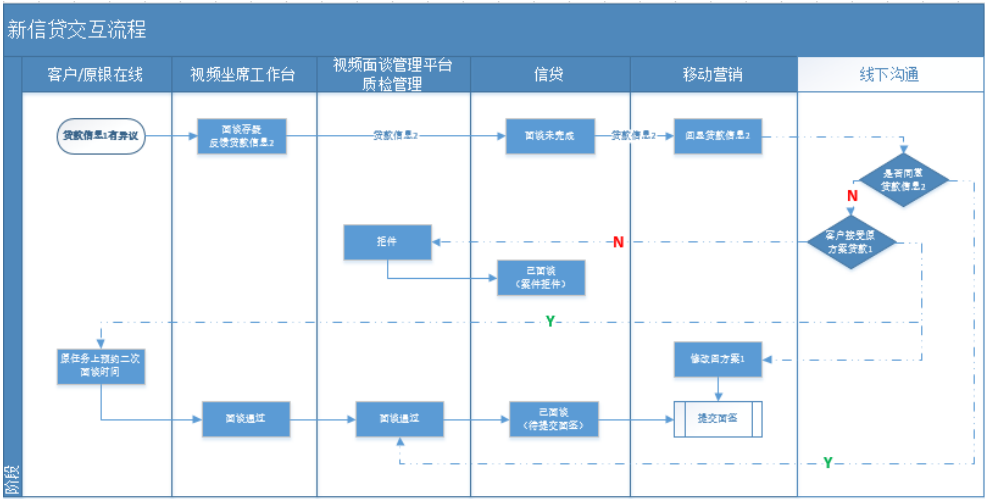 新信贷交互流程
客户/原银在线
视频坐席工作台
视频面谈管理平台
质检管理
信贷
移动营销
线下沟通
贷款信息1有异议
面谈存疑
反馈贷款信息2
贷款信息2
面谈未完成
贷款信息2
回显贷款信息2
是否同意
贷款信息2
N
客户接受原
方案贷款1
拒件
N
已面谈
（案件拒件）
Y
原任务上预约二次
面谈时间
修改回方案1
面谈通过
面谈通过
已面谈
（待提交面签）
提交面签
Y
阶段